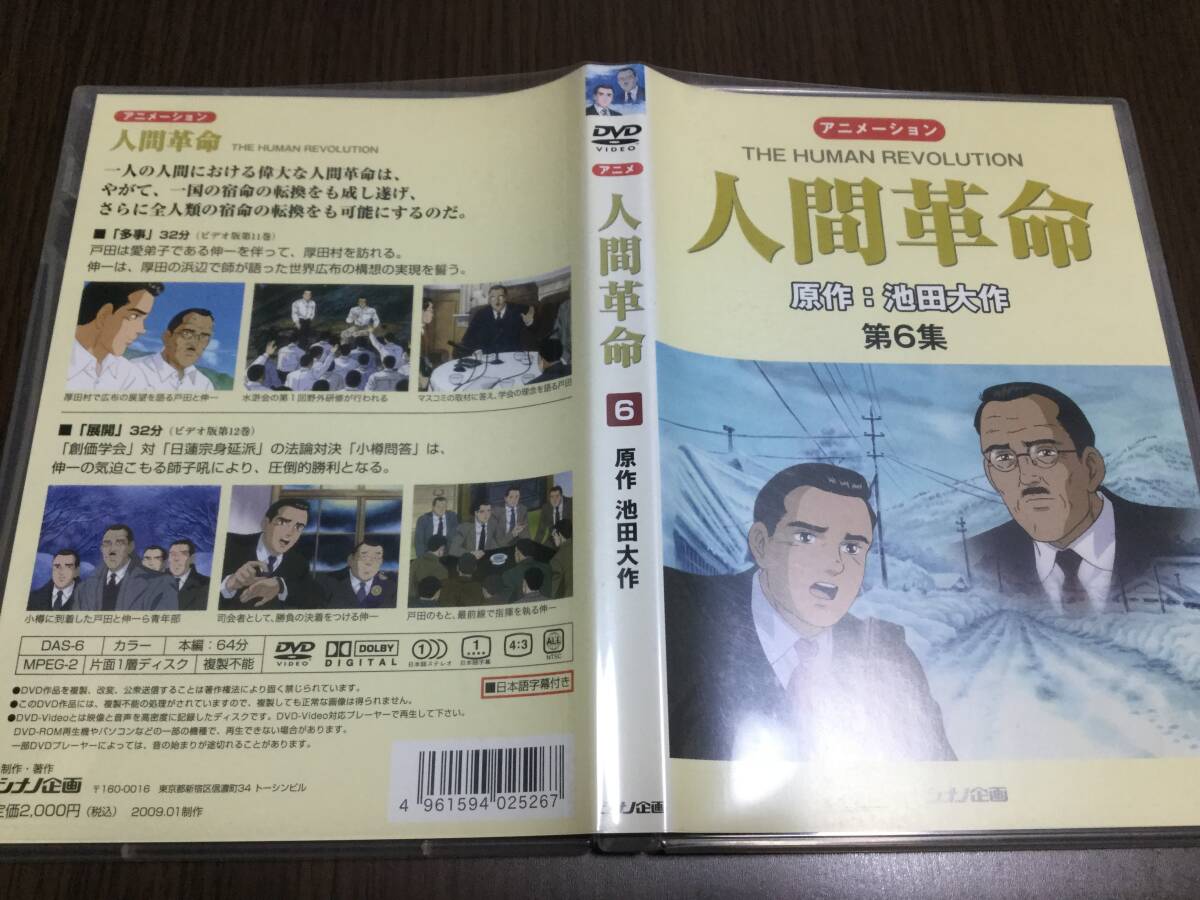 アニメーション
人間革命 THE HUMAN REVOLUTION
一人の人間における偉大な人間革命は、
やがて、一国の宿命の転換をも成し遂げ、
さらに全人類の宿命の転換をも可能にするのだ。
■「多事」32分（ビデオ版第11巻）
戸田は愛弟子である伸一を伴って、厚田村を訪れる。
伸一は、厚田の浜辺で師が語った世界広布の構想の実現を誓う。
厚田村で広布の展望を語る戸田と伸一
水滸会の第1回野外研修が行われる
マスコミの取材に答え、学会の理念を語る戸田
■「展開」32分（ビデオ版第12巻）
「創価学会」対「日蓮宗身延派」の法論対決「小樽問答」は、
伸一の気迫こもる師子吼により、圧倒的勝利となる。
小樽に到着した戸田と伸一ら青年部
司会者として、勝負の決着をつける伸一
戸田のもと、最前線で指揮を執る伸一
DAS-6 カラー 本編：64分
MPEG-2 片面1層ディスク 複製不能
DVD VIDEO
DOLBY DIGITAL
1 日本語ステレオ
1 日本語字幕
4:3
ALL NTSC
■日本語字幕付き
●DVD作品を複製、改変、公衆送信することは著作権法により固く禁じられています。
●このDVD作品には、複製不能の処理がされていますので、複製しても正常な画像は得られません。
●DVD-Videoとは映像と音声を高密度に記録したディスクです。DVD-Video対応プレーヤーで再生して下さい。
DVD-ROM再生機やパソコンなどの一部の機種で、再生できない場合があります。
一部DVDプレーヤーによっては、音の始まりが途切れることがあります。
制作・著作
シナノ企画 〒160-0016 東京都新宿区信濃町34 トーシンビル
定価2,000円（税込） 2009.01制作
4 961594 025267
DVD VIDEO
アニメ
人間革命
6
原作 池田大作
シナノ企画
アニメーション
THE HUMAN REVOLUTION
人間革命
原作：池田大作
第6集
シナノ企画